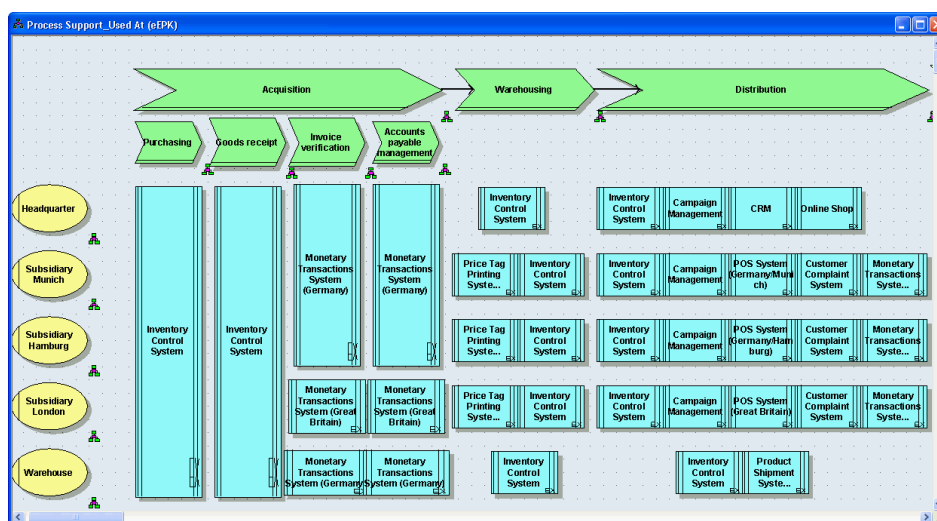 Process Support_Used At (eEPK)
Acquisition
Warehousing
Distribution
Purchasing
Goods receipt
Invoice
verification
Accounts
payable
management
Headquarter
Inventory
Control
System
Inventory
Control
System
Campaign
Management
CRM
Online Shop
Monetary
Transactions
System
(Germany)
Monetary
Transactions
System
(Germany)
Subsidiary
Munich
Price Tag
Printing
Syste...
Inventory
Control
System
Inventory
Control
System
Campaign
Management
POS System
(Germany/Muni
ch)
Customer
Complaint
System
Monetary
Transactions
Syste...
Subsidiary
Hamburg
Inventory
Control
System
Inventory
Control
System
Price Tag
Printing
Syste...
Inventory
Control
System
Inventory
Control
System
Campaign
Management
POS System
(Germany/Ham
burg)
Customer
Complaint
System
Monetary
Transactions
Syste...
Subsidiary
London
Monetary
Transactions
System (Great
Britain)
Monetary
Transactions
System (Great
Britain)
Price Tag
Printing
Syste...
Inventory
Control
System
Inventory
Control
System
Campaign
Management
POS System
(Great Britain)
Customer
Complaint
System
Monetary
Transactions
Syste...
Warehouse
Monetary
Transactions
System (Germany)
Monetary
Transactions
System (Germany)
Inventory
Control
System
Inventory
Control
System
Product
Shipment
Syste...